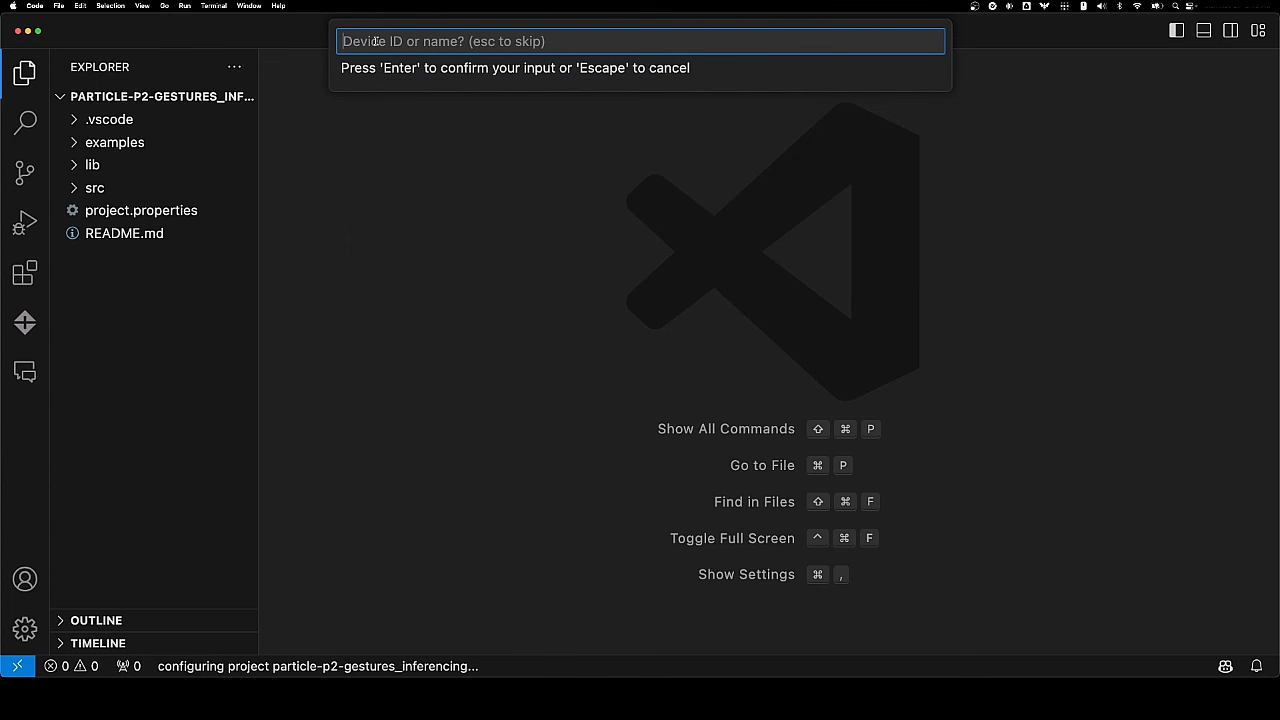 Code File Edit Selection View Go Run Terminal Window Help
Device ID or name? (esc to skip)
Press 'Enter' to confirm your input or 'Escape' to cancel
EXPLORER
PARTICLE-P2-GESTURES_INF...
.vscode
examples
lib
src
project.properties
README.md
Show All Commands ⇧ ⌘ P
Go to File ⌘ P
Find in Files ⇧ ⌘ F
Toggle Full Screen ^ ⌘ F
Show Settings ⌘ ,
OUTLINE
TIMELINE
0 0 0 configuring project particle-p2-gestures_inferencing...